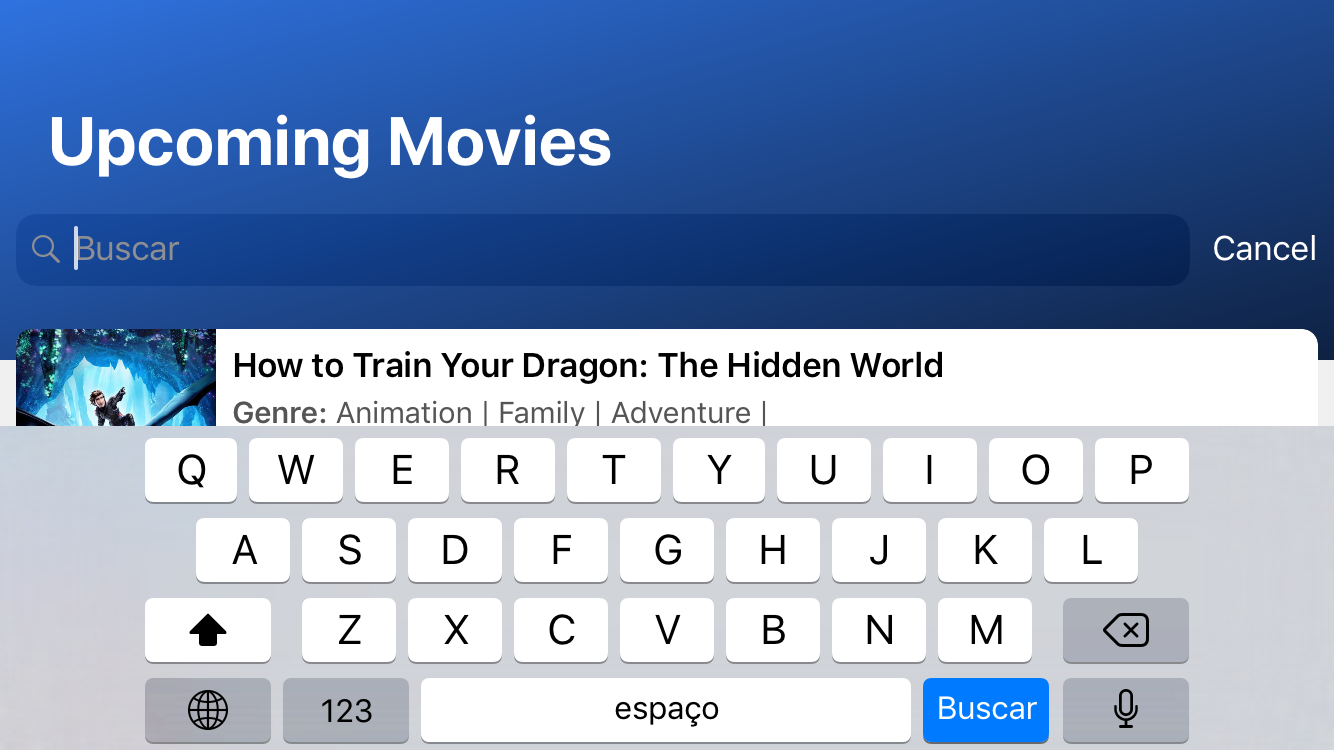 Upcoming Movies
Buscar Cancel
How to Train Your Dragon: The Hidden World
Genre: Animation | Family | Adventure |
Q W E R T Y U I O P
A S D F G H J K L
Z X C V B N M
123 espaço Buscar